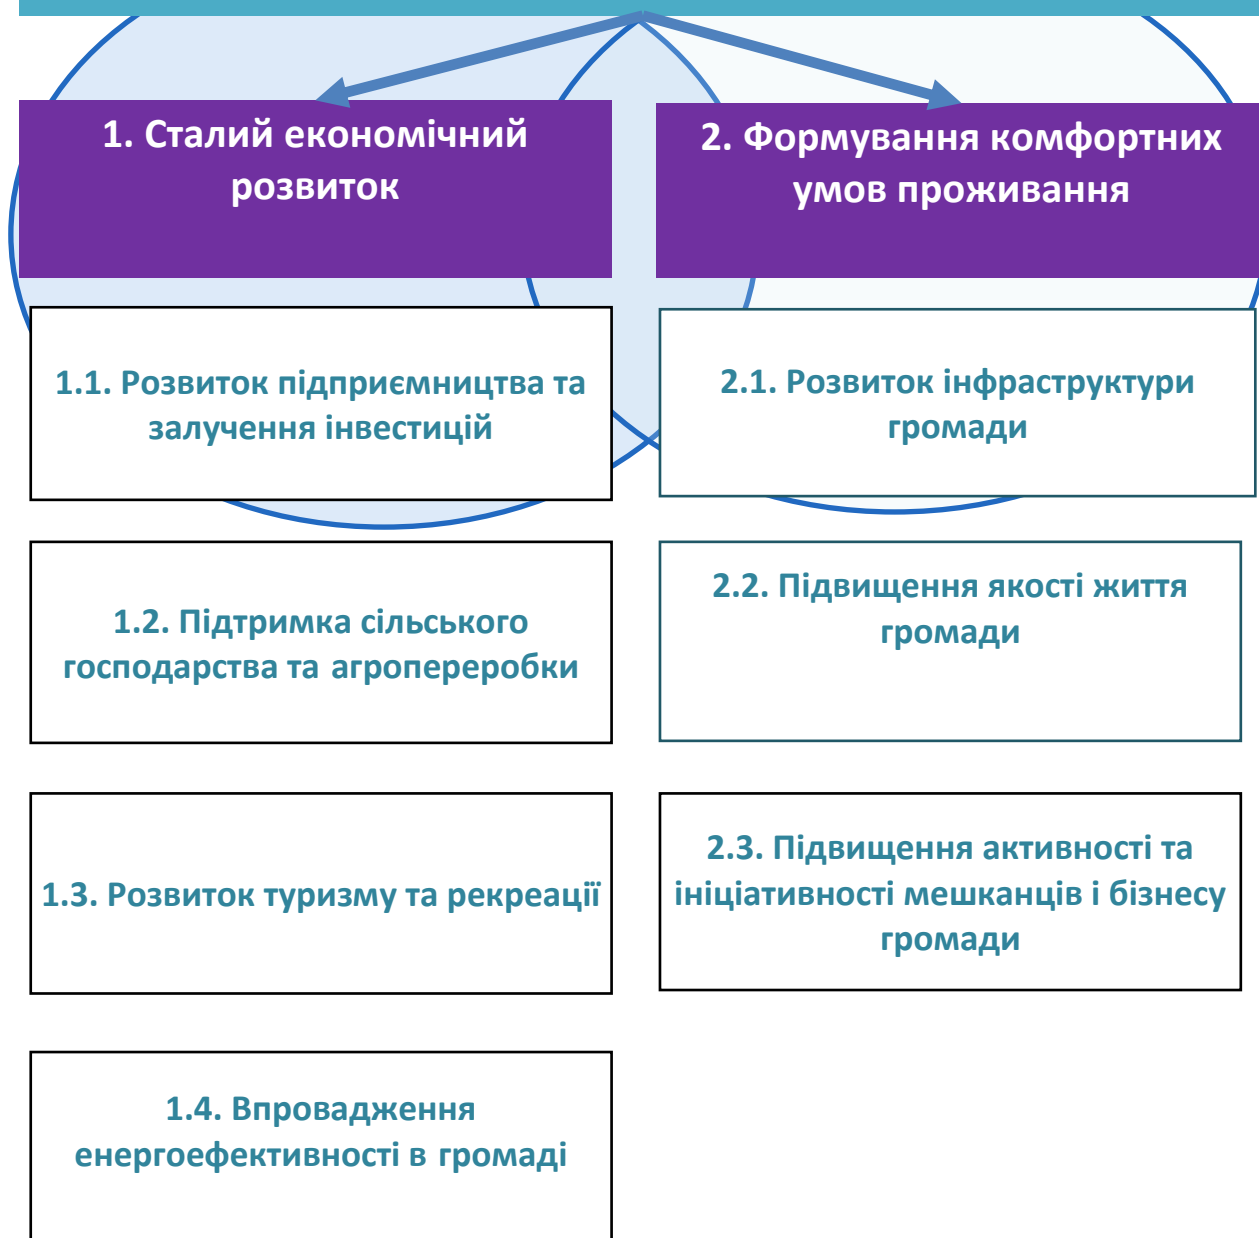 1. Сталий економічний
розвиток
2. Формування комфортних
умов проживання
1.1. Розвиток підприємництва та
залучення інвестицій
2.1. Розвиток інфраструктури
громади
1.2. Підтримка сільського
господарства та агропереробки
2.2. Підвищення якості життя
громади
1.3. Розвиток туризму та рекреації
2.3. Підвищення активності та
ініціативності мешканців і бізнесу
громади
1.4. Впровадження
енергоефективності в громаді